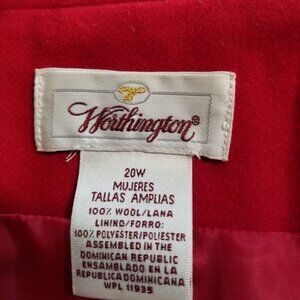 Worthington®
20W
MUJERES
TALLAS AMPLIAS
100% WOOL/LANA
LINING/FORRO:
100% POLYESTER/POLIESTER
ASSEMBLED IN THE
DOMINICAN REPUBLIC
ENSAMBLADO EN LA
REPUBLICA DOMINICANA
WPL 11935